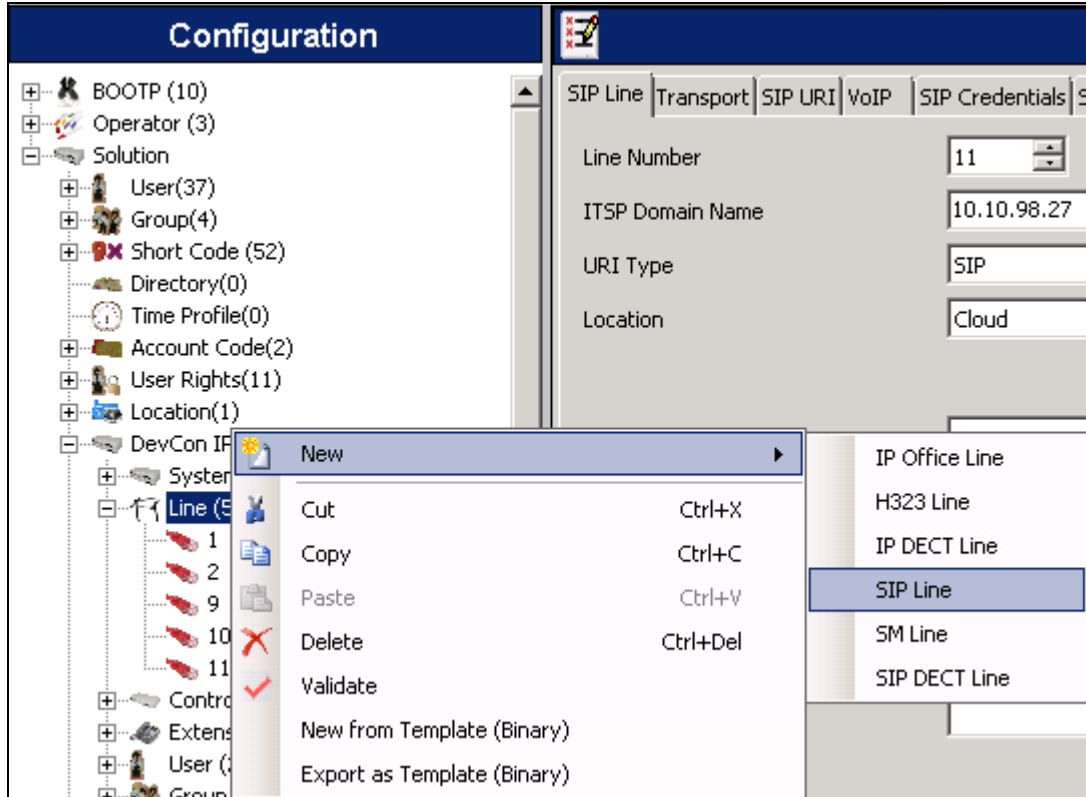 Configuration
BOOTP (10)
Operator (3)
Solution
User(37)
Group(4)
Short Code (52)
Directory(0)
Time Profile(0)
Account Code(2)
User Rights(11)
Location(1)
DevCon IP
System
Line (5
1
2
9
10
11
Contro
Extens
User (
Group
SIP Line Transport SIP URI VoIP SIP Credentials S
Line Number 11
ITSP Domain Name 10.10.98.27
URI Type SIP
Location Cloud
New
Cut Ctrl+X
Copy Ctrl+C
Paste Ctrl+V
Delete Ctrl+Del
Validate
New from Template (Binary)
Export as Template (Binary)
IP Office Line
H323 Line
IP DECT Line
SIP Line
SM Line
SIP DECT Line